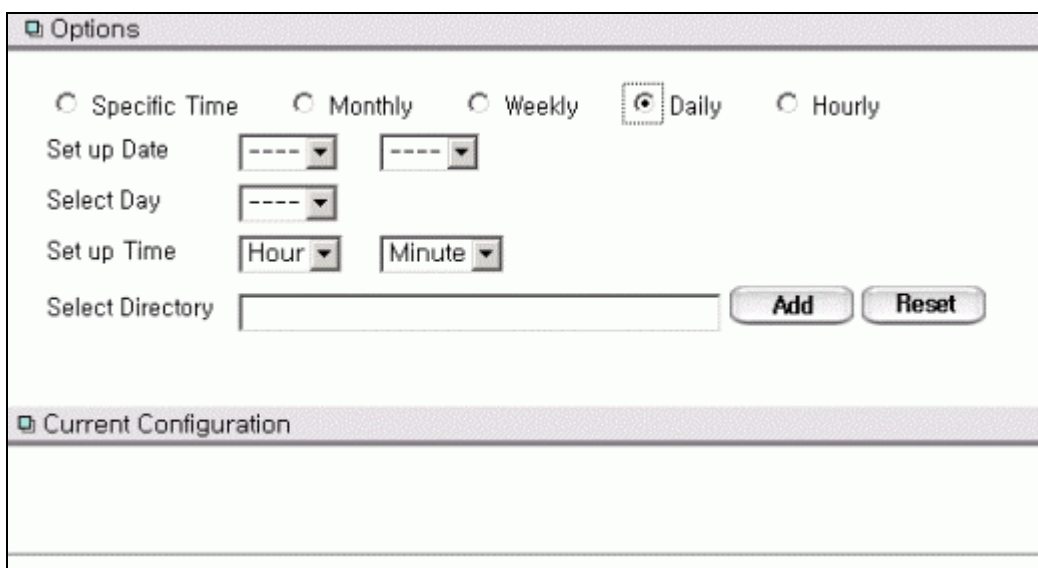 Options
Specific Time Monthly Weekly Daily Hourly
Set up Date ---- ----
Select Day ----
Set up Time Hour Minute
Select Directory Add Reset
Current Configuration